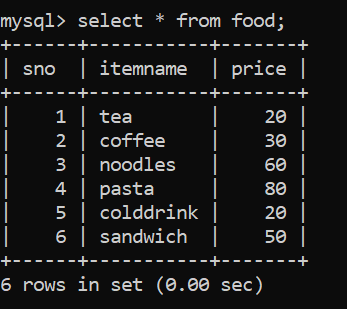 mysql> select * from food;
+------+-----------+-------+
| sno  | itemname  | price |
+------+-----------+-------+
|    1 | tea       |    20 |
|    2 | coffee    |    30 |
|    3 | noodles   |    60 |
|    4 | pasta     |    80 |
|    5 | colddrink |    20 |
|    6 | sandwich  |    50 |
+------+-----------+-------+
6 rows in set (0.00 sec)